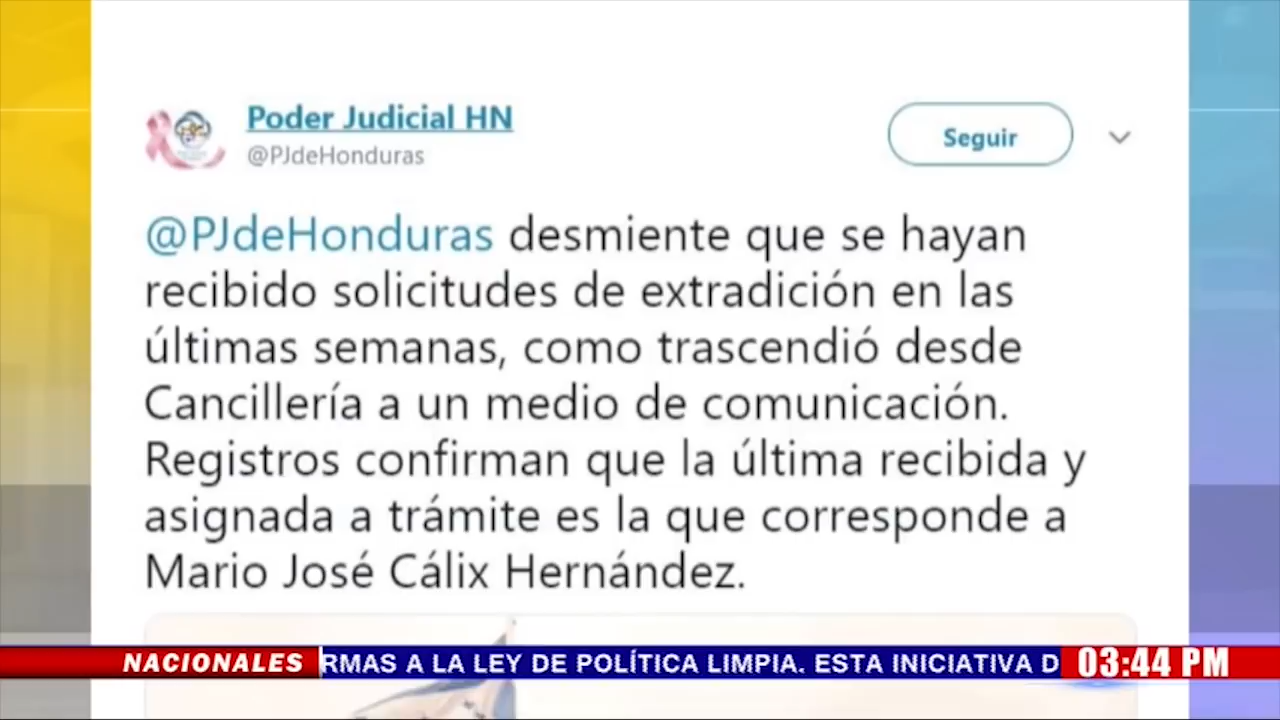 Poder Judicial HN
@PJdeHonduras
Seguir
@PJdeHonduras desmiente que se hayan
recibido solicitudes de extradición en las
últimas semanas, como trascendió desde
Cancillería a un medio de comunicación.
Registros confirman que la última recibida y
asignada a trámite es la que corresponde a
Mario José Cálix Hernández.
NACIONALES
RMAS A LA LEY DE POLÍTICA LIMPIA. ESTA INICIATIVA D
03:44 PM